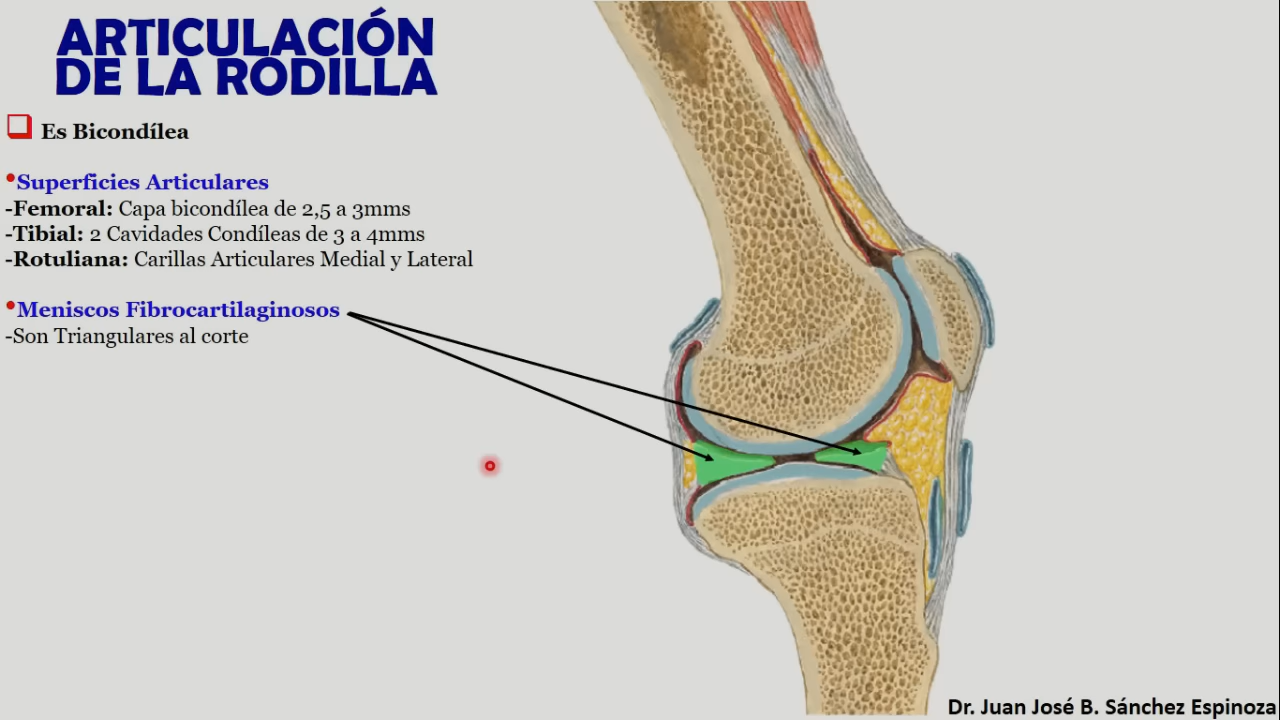 ARTICULACIÓN
DE LA RODILLA
Es Bicondílea
•Superficies Articulares
-Femoral: Capa bicondílea de 2,5 a 3mms
-Tibial: 2 Cavidades Condíleas de 3 a 4mms
-Rotuliana: Carillas Articulares Medial y Lateral
•Meniscos Fibrocartilaginosos
-Son Triangulares al corte
Dr. Juan José B. Sánchez Espinoza